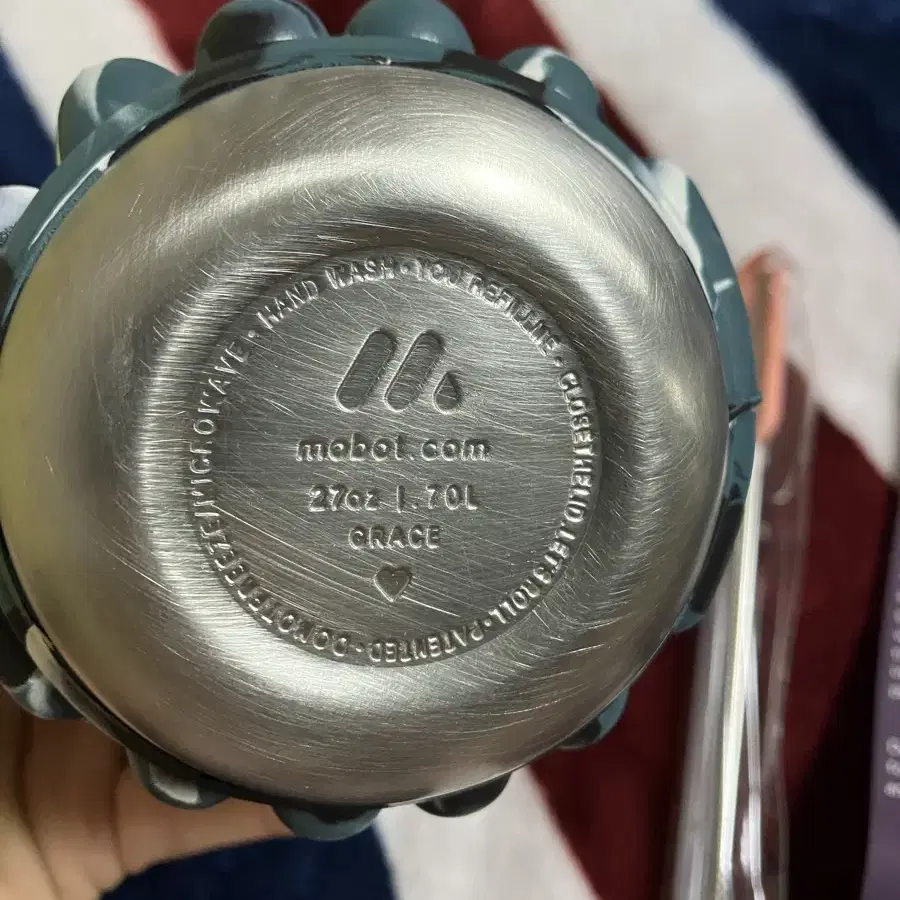 mobot.com
27oz | .70L
GRACE
HAND WASH • YOU REFILL ME • CLOSE THE LID. LET'S ROLL • PATENTED • DO NOT FREEZE/MICROWAVE •